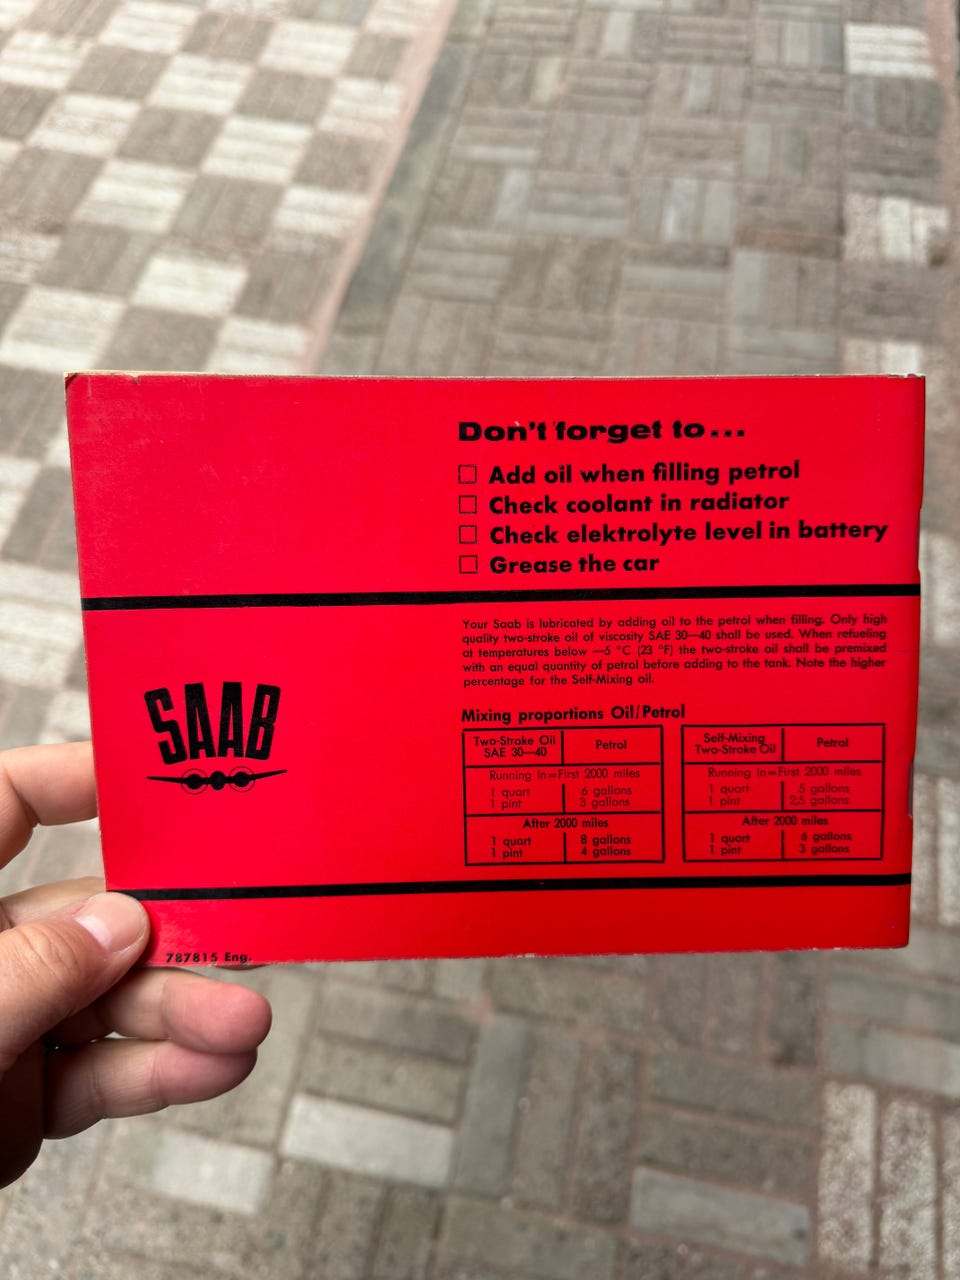 Don't forget to...
Add oil when filling petrol
Check coolant in radiator
Check elektrolyte level in battery
Grease the car
Your Saab is lubricated by adding oil to the petrol when filling. Only high
quality two-stroke oil of viscosity SAE 30—40 shall be used. When refueling
at temperatures below —5 °C (23 °F) the two-stroke oil shall be premixed
with an equal quantity of petrol before adding to the tank. Note the higher
percentage for the Self-Mixing oil.
SAAB
Mixing proportions Oil/Petrol
Two-Stroke Oil
SAE 30—40
Petrol
Running In=First 2000 miles
1 quart 6 gallons
1 pint 3 gallons
After 2000 miles
1 quart 8 gallons
1 pint 4 gallons
Self-Mixing
Two-Stroke Oil
Petrol
Running In=First 2000 miles
1 quart 5 gallons
1 pint 2,5 gallons
After 2000 miles
1 quart 6 gallons
1 pint 3 gallons
787815 Eng.